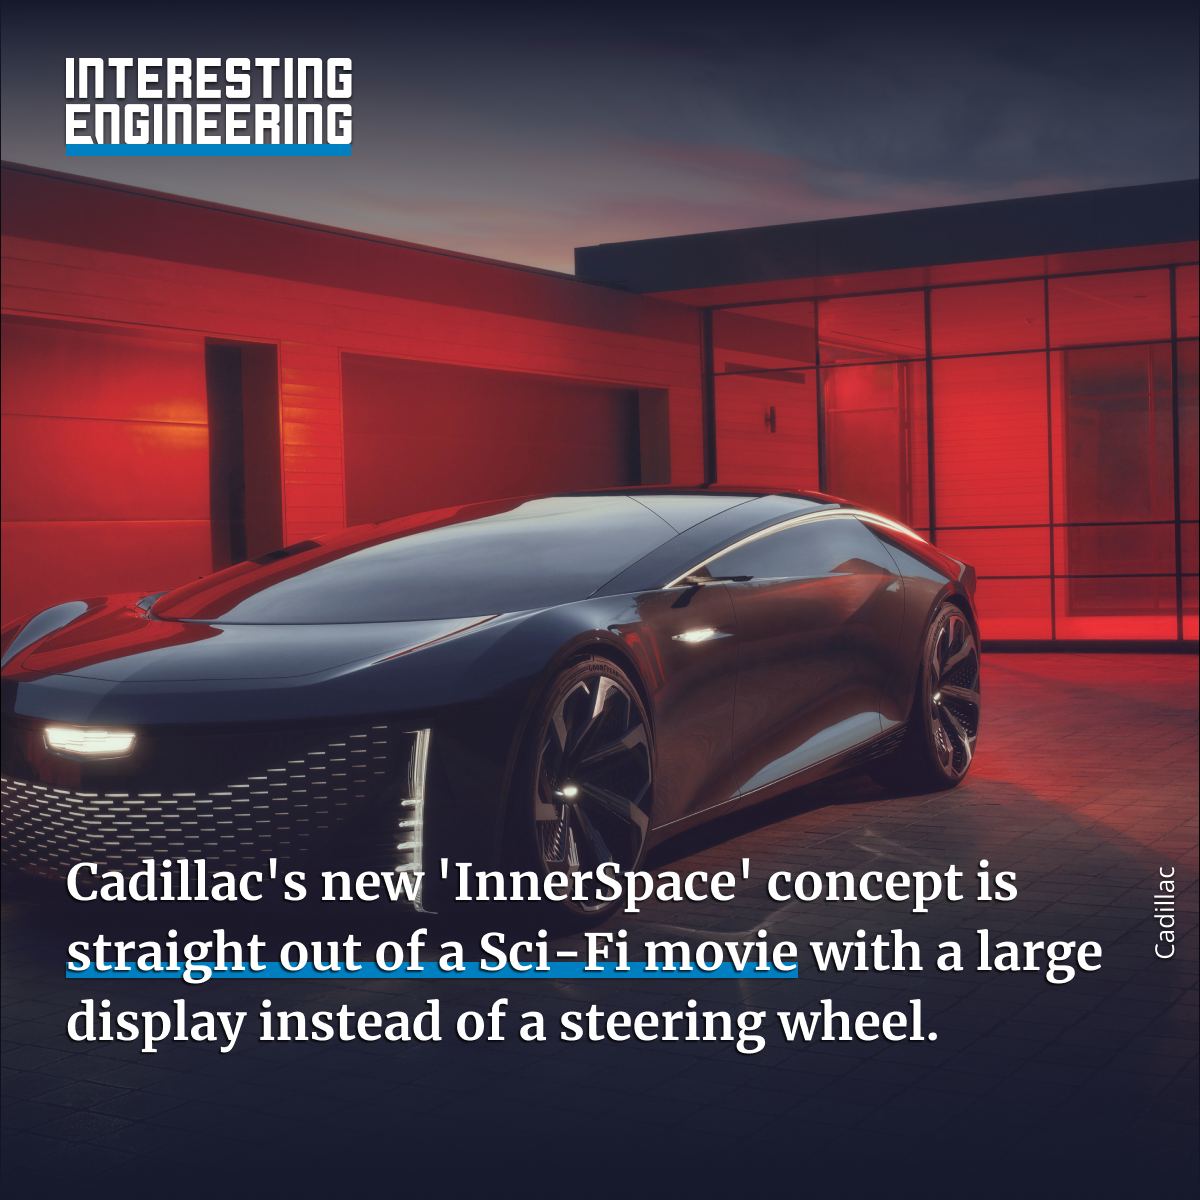 INTERESTING
ENGINEERING
Cadillac's new 'InnerSpace' concept is
straight out of a Sci-Fi movie with a large
display instead of a steering wheel.
Cadillac